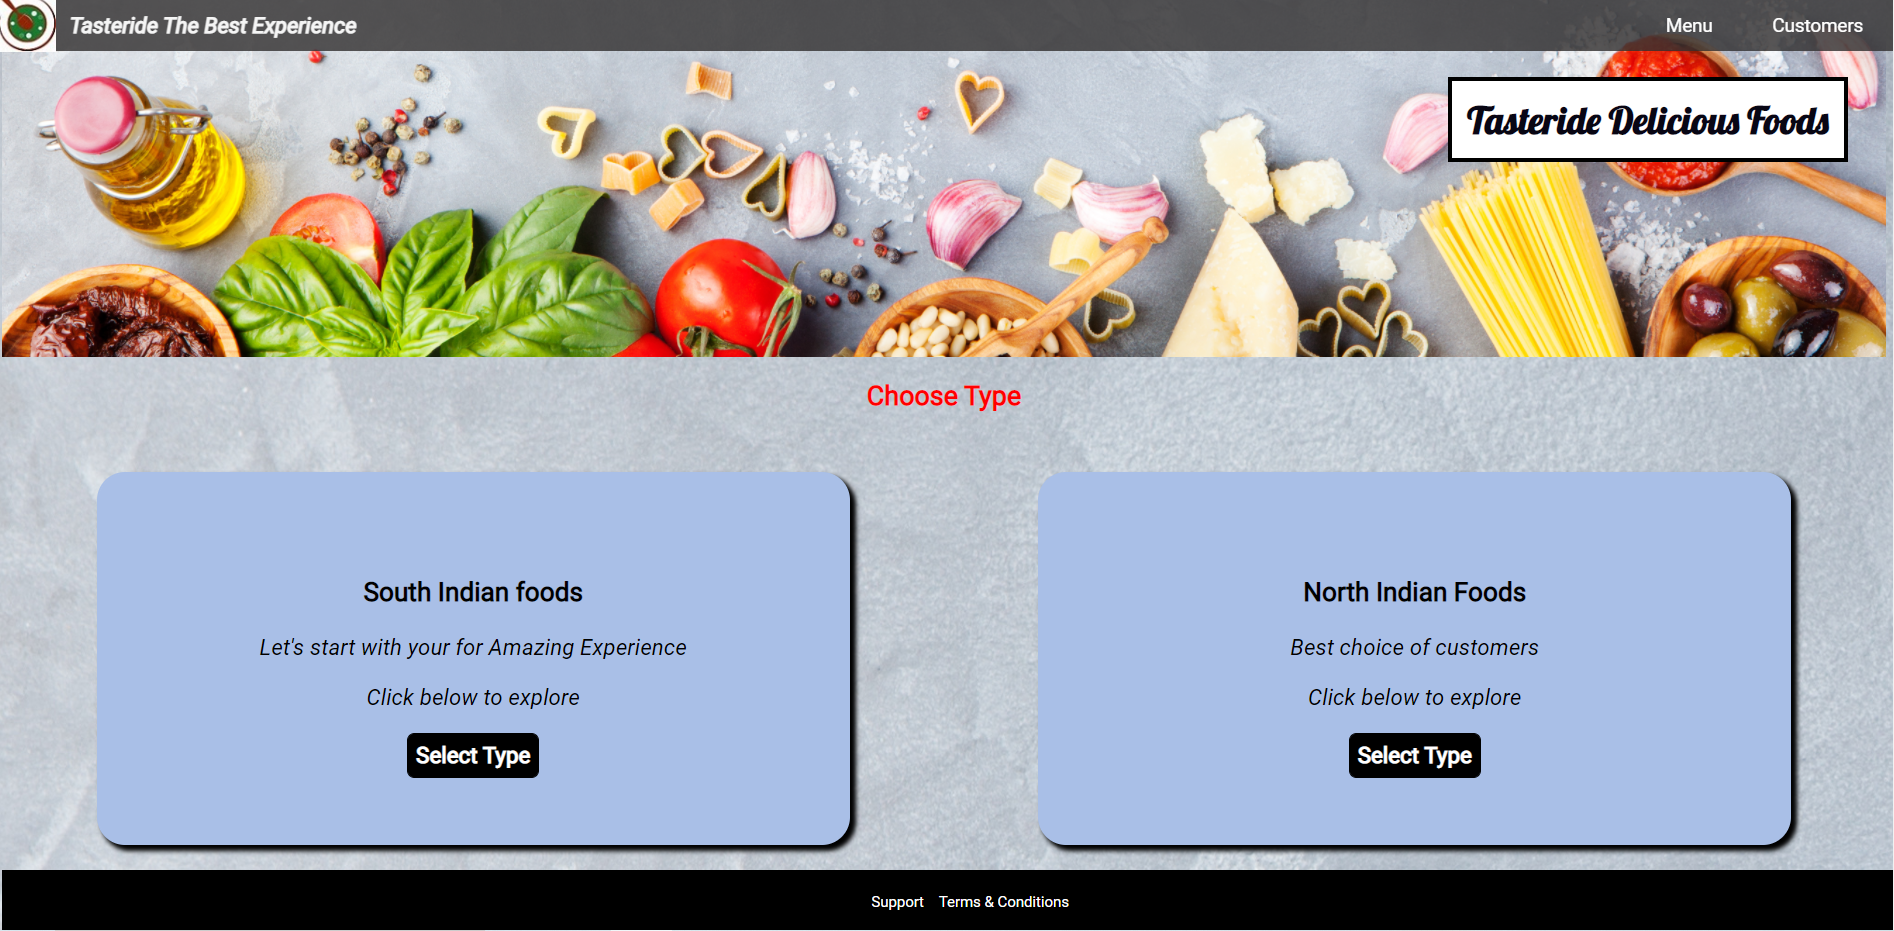 Tasteride The Best Experience
Menu
Customers
Tasteride Delicious Foods
Choose Type
South Indian foods
Let's start with your for Amazing Experience
Click below to explore
Select Type
North Indian Foods
Best choice of customers
Click below to explore
Select Type
Support
Terms & Conditions